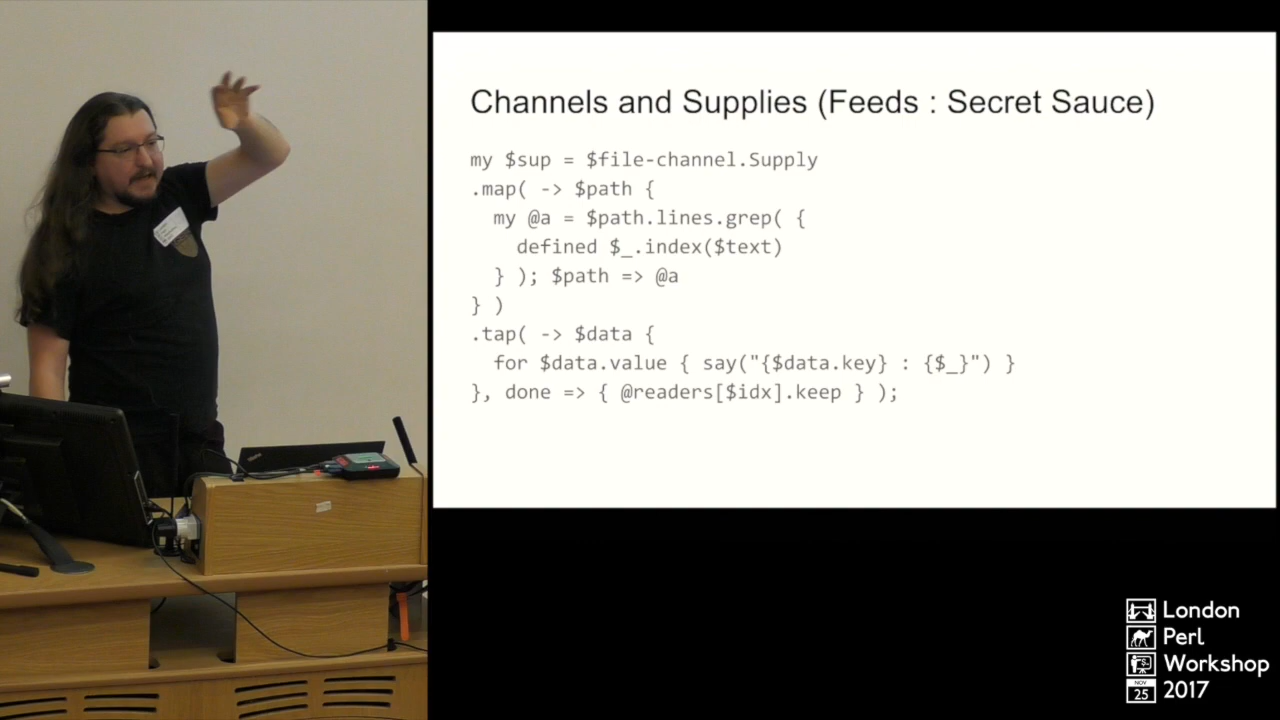 Channels and Supplies (Feeds : Secret Sauce)
my $sup = $file-channel.Supply
.map( -> $path {
my @a = $path.lines.grep( {
defined $_.index($text)
} ); $path => @a
} )
.tap( -> $data {
for $data.value { say("{$data.key} : {$_}") }
}, done => { @readers[$idx].keep } );
London
Perl
Workshop
NOV
25
2017